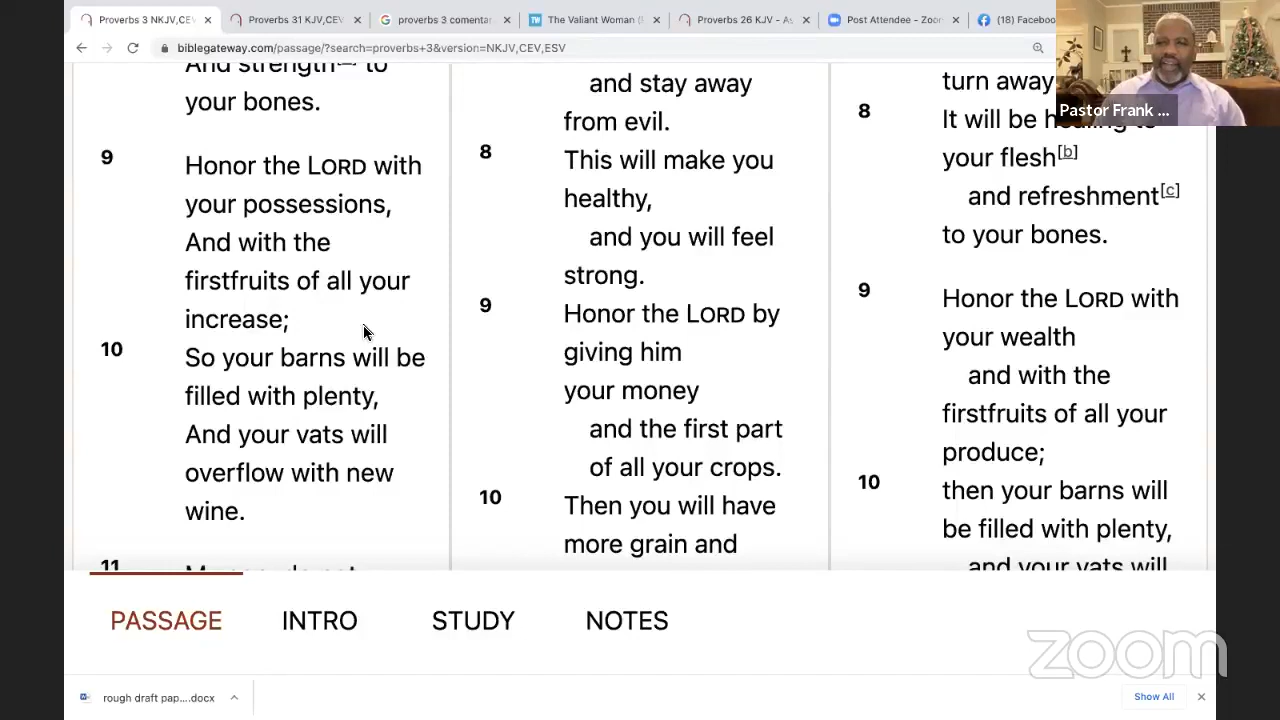 Proverbs 3 NKJV,CEV
Proverbs 31 KJV,CEV
proverbs 3 comentar
The Valiant Woman (
Proverbs 26 KJV - A
Post Attendee - Zoo
(18) Facebo
biblegateway.com/passage/?search=proverbs+3&version=NKJV,CEV,ESV
Pastor Frank ...
And strength to
your bones.
9 Honor the LORD with
your possessions,
And with the
firstfruits of all your
increase;
10 So your barns will be
filled with plenty,
And your vats will
overflow with new
wine.
11
and stay away
from evil.
8 This will make you
healthy,
and you will feel
strong.
9 Honor the LORD by
giving him
your money
and the first part
of all your crops.
10 Then you will have
more grain and
turn away
8 It will be healing to
your flesh[b]
and refreshment[c]
to your bones.
9 Honor the LORD with
your wealth
and with the
firstfruits of all your
produce;
10 then your barns will
be filled with plenty,
and your vats will
PASSAGE INTRO STUDY NOTES
zoom
rough draft pap....docx
Show All